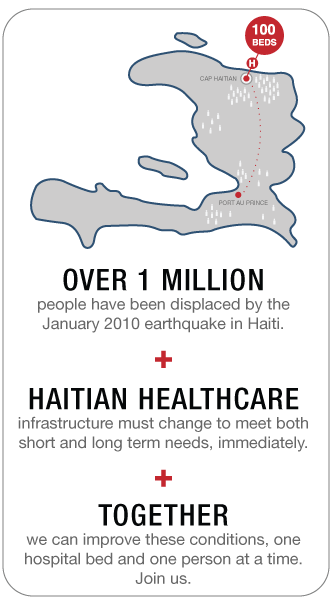 100
BEDS
H
CAP HAITIAN
PORT AU PRINCE
OVER 1 MILLION
people have been displaced by the
January 2010 earthquake in Haiti.
+
HAITIAN HEALTHCARE
infrastructure must change to meet both
short and long term needs, immediately.
+
TOGETHER
we can improve these conditions, one
hospital bed and one person at a time.
Join us.